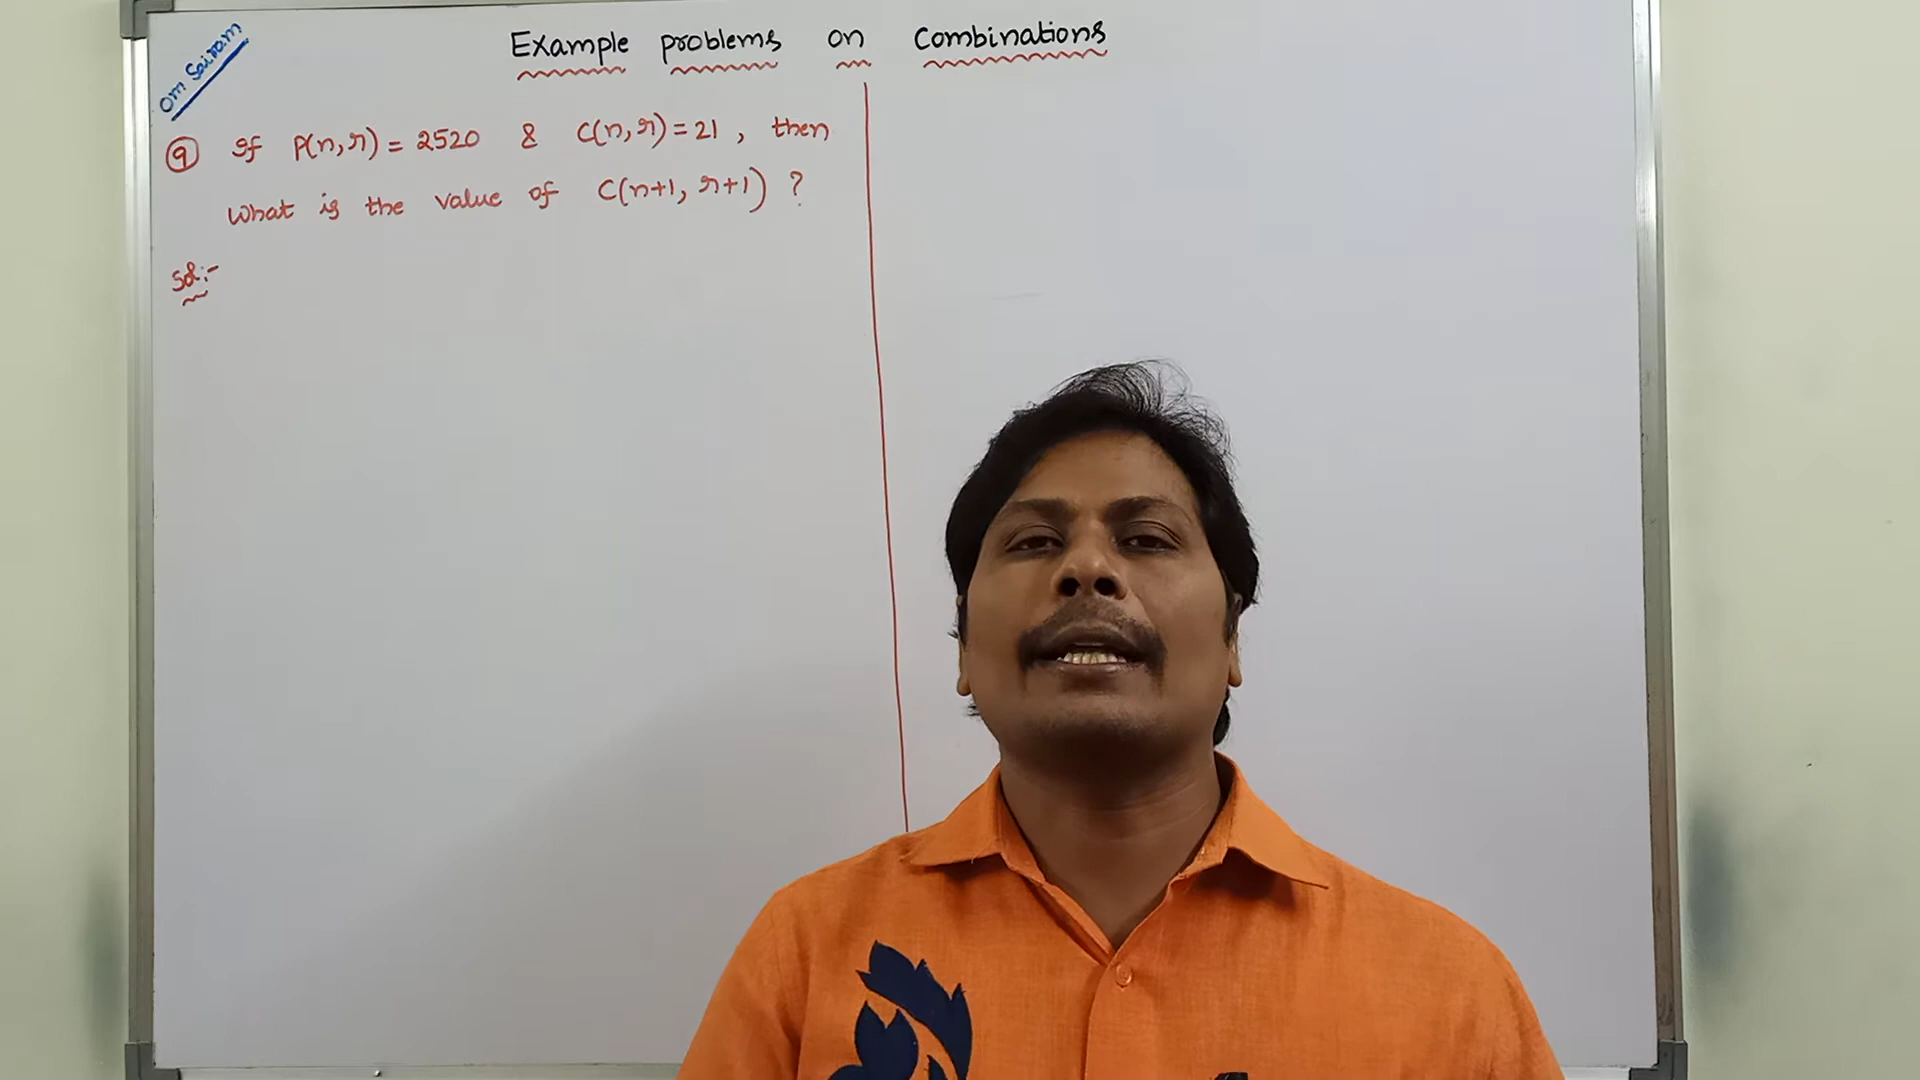 Om Sairam
Example problems on Combinations
9 If P(n,r) = 2520 & C(n,r) = 21, then
What is the value of C(n+1, r+1) ?
Sol:-